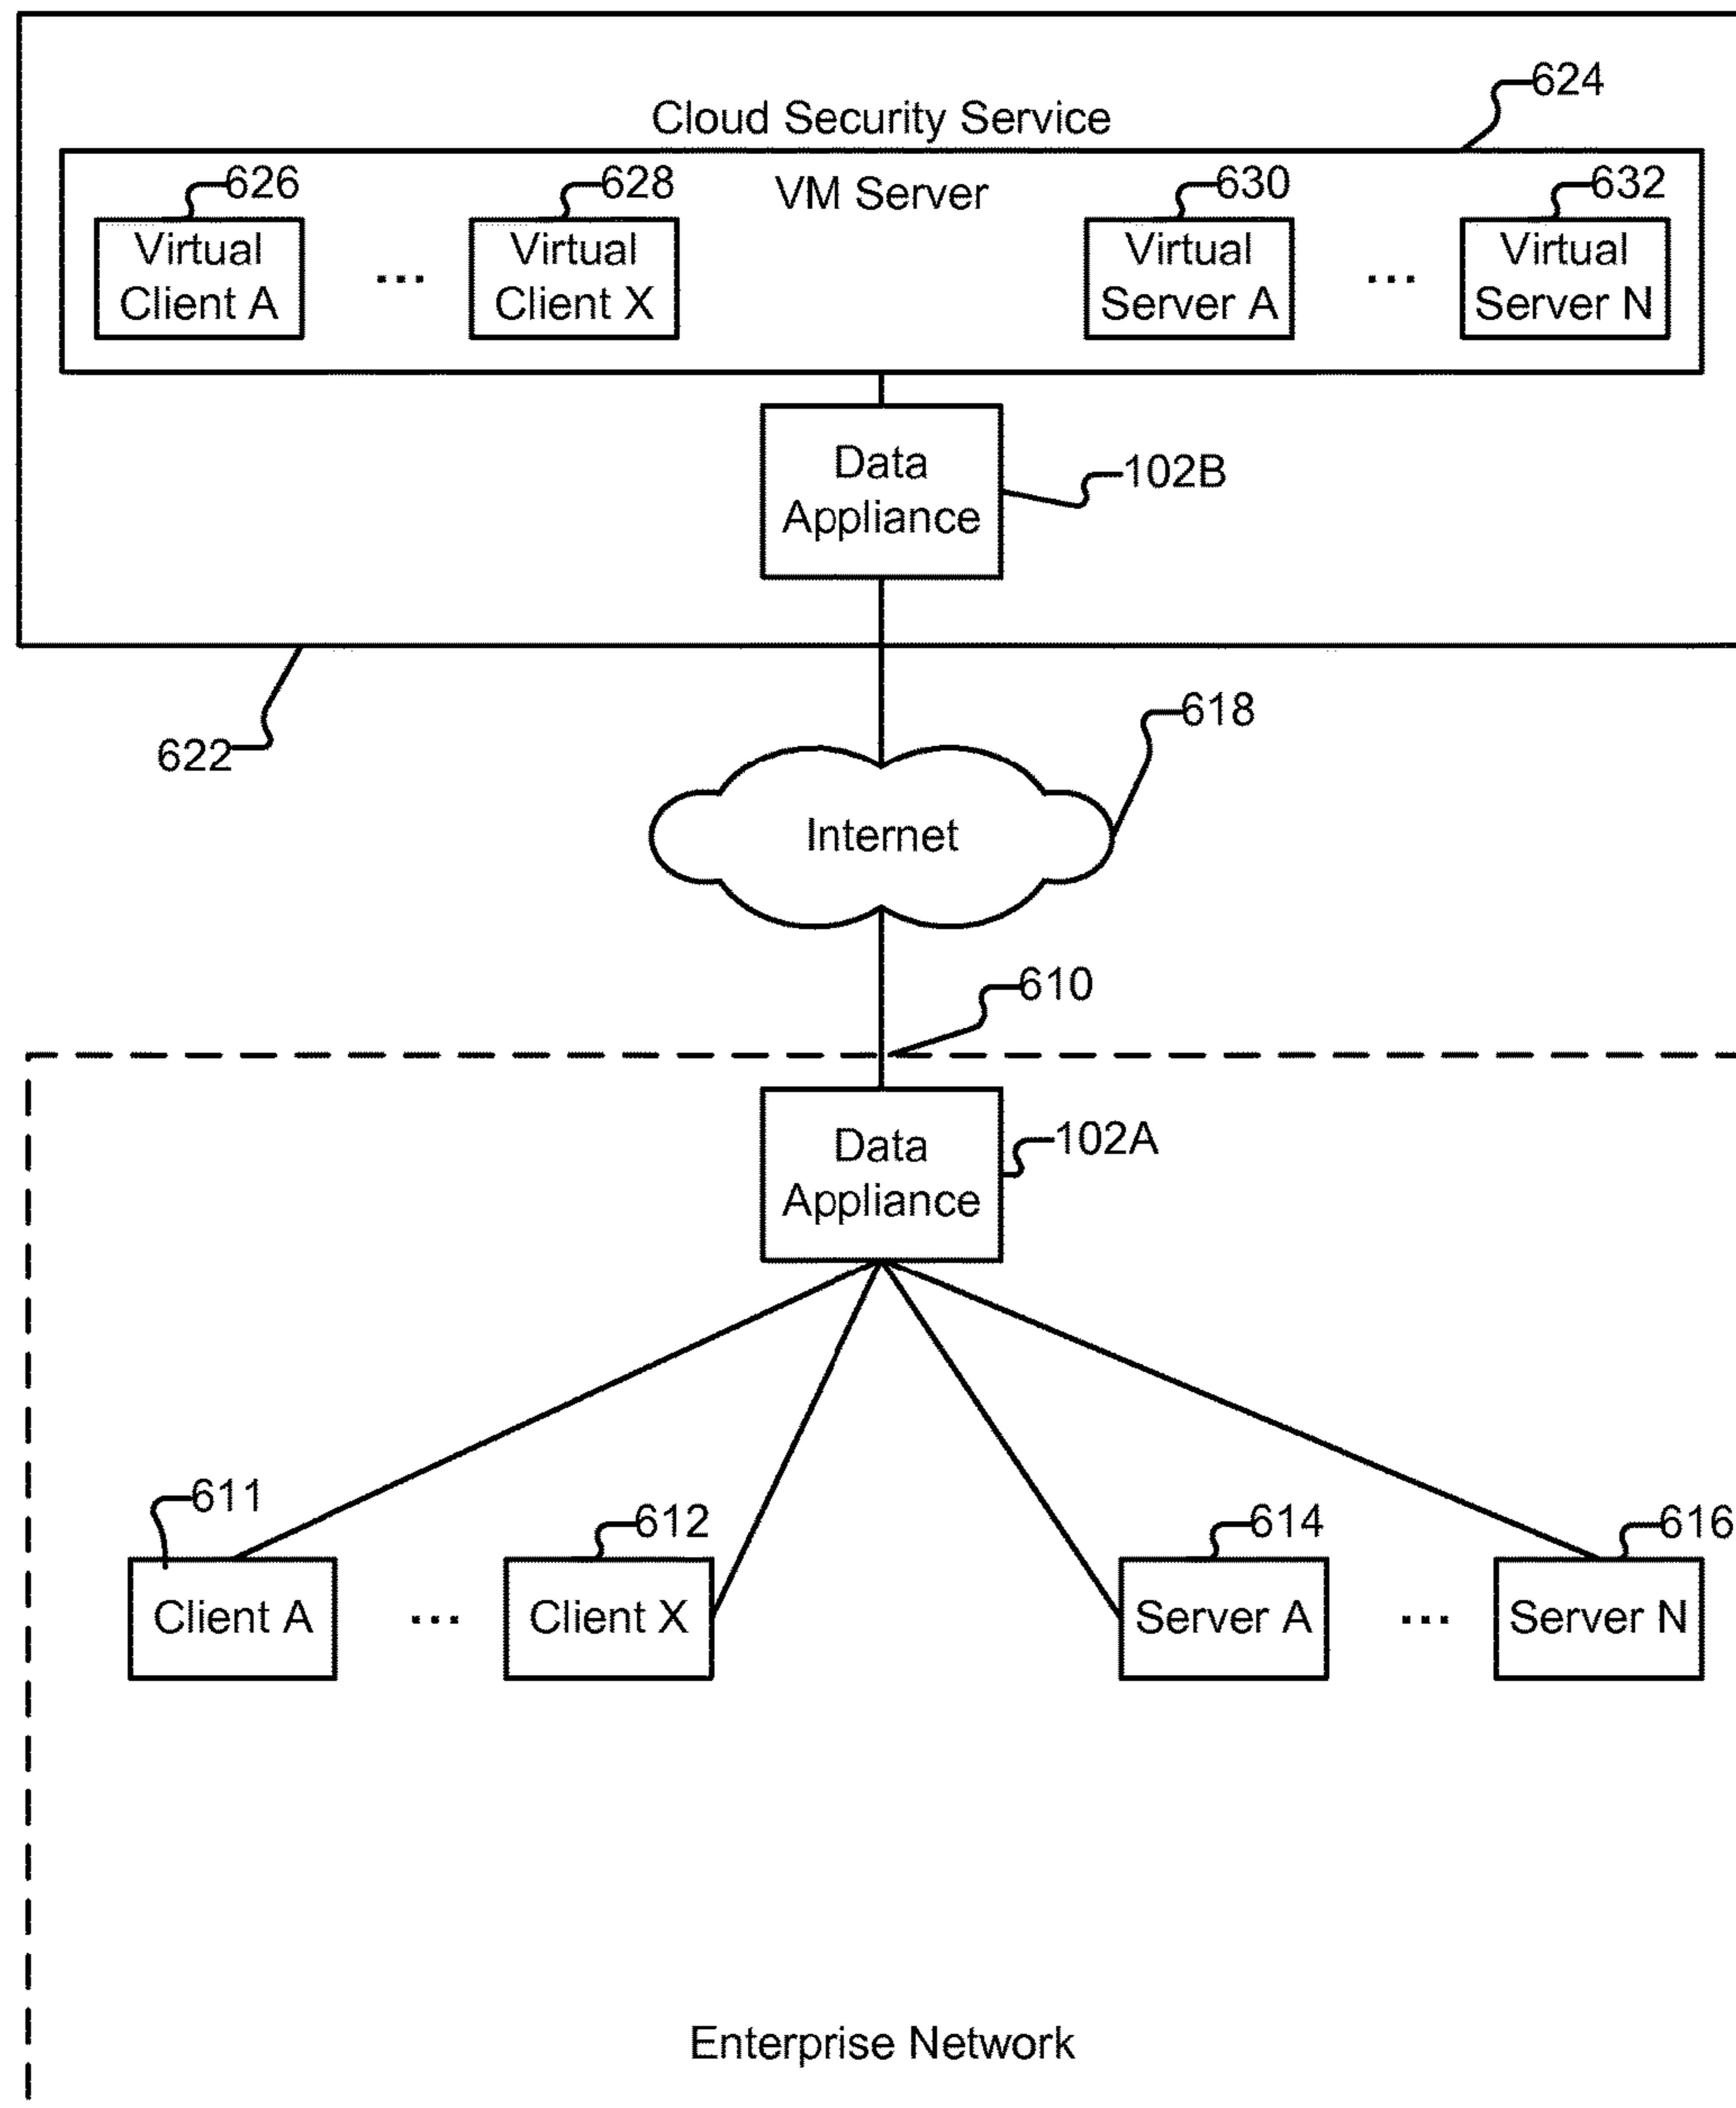 624
Cloud Security Service
626
628
VM Server
630
632
Virtual
Client A
...
Virtual
Client X
Virtual
Server A
...
Virtual
Server N
Data
Appliance
102B
622
618
Internet
610
Data
Appliance
102A
611
612
614
616
Client A
...
Client X
Server A
...
Server N
Enterprise Network